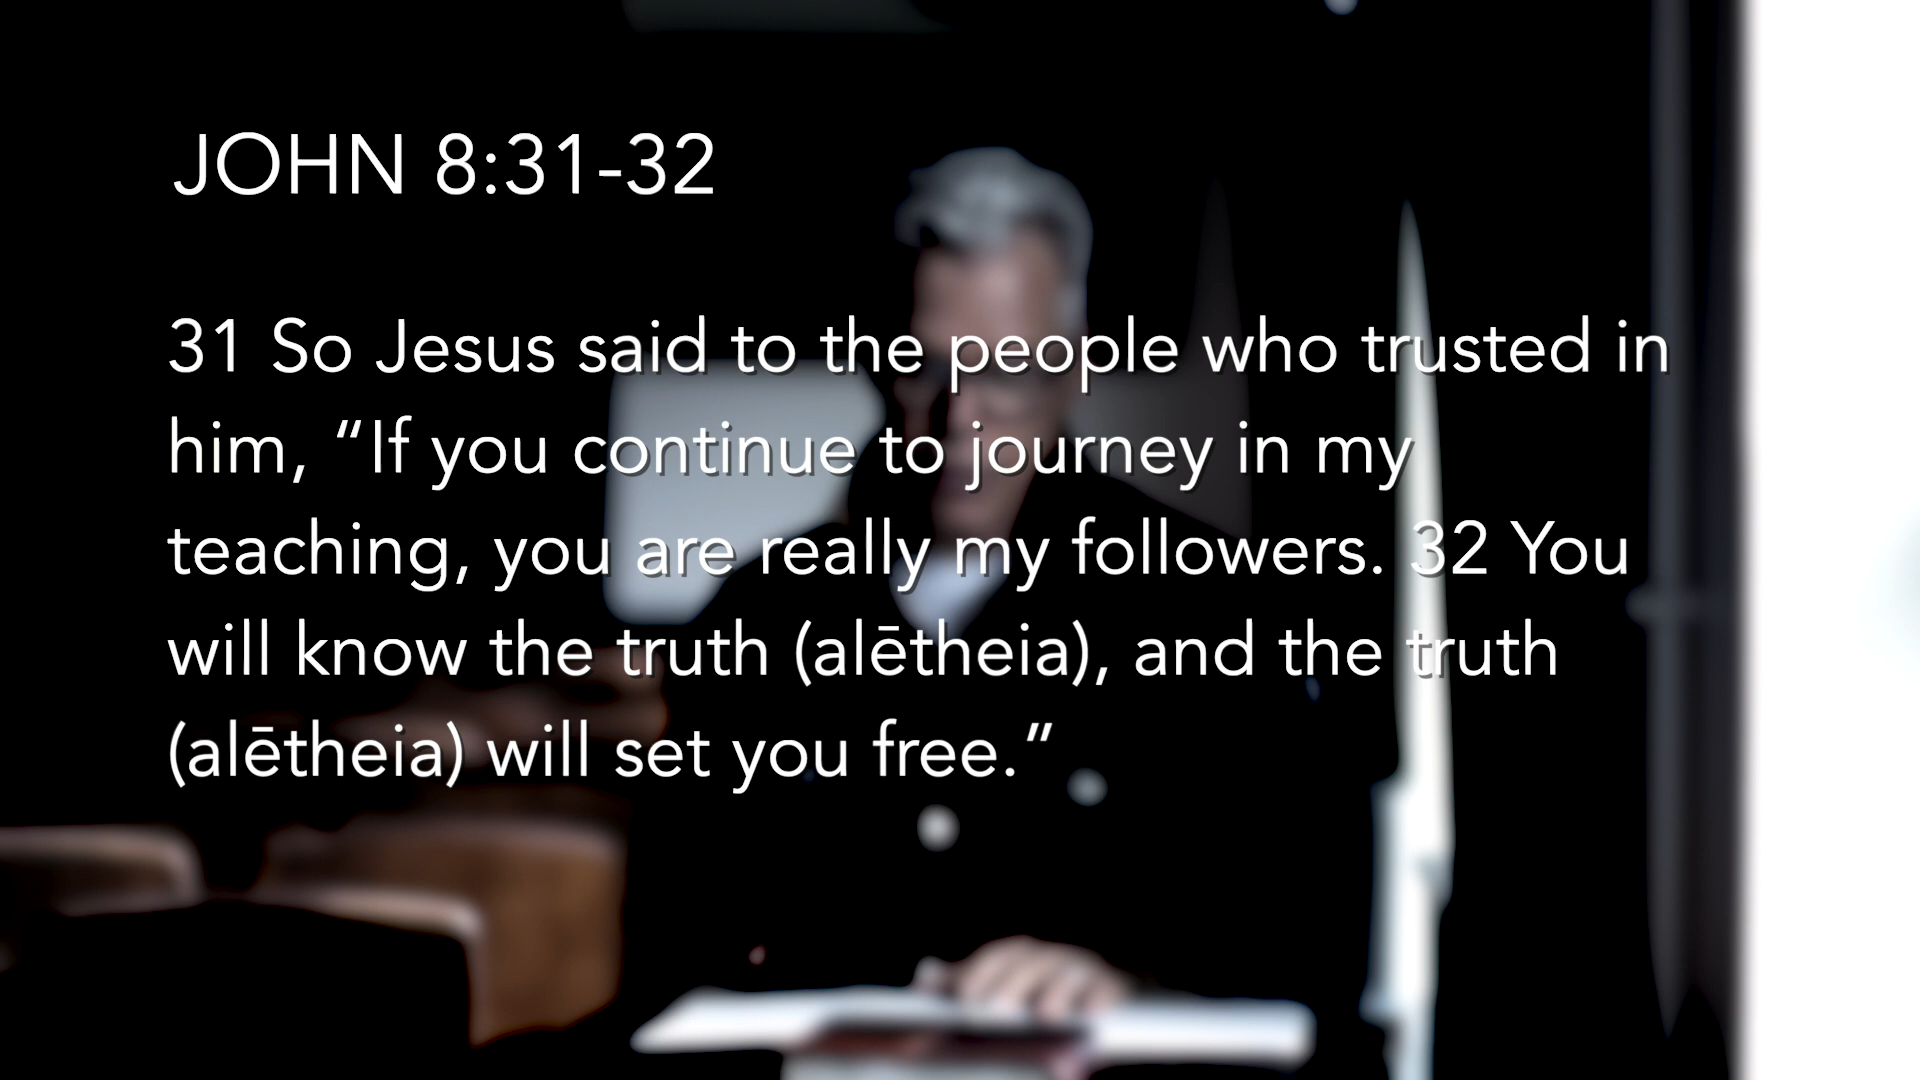 JOHN 8:31-32
31 So Jesus said to the people who trusted in
him, “If you continue to journey in my
teaching, you are really my followers. 32 You
will know the truth (alētheia), and the truth
(alētheia) will set you free.”